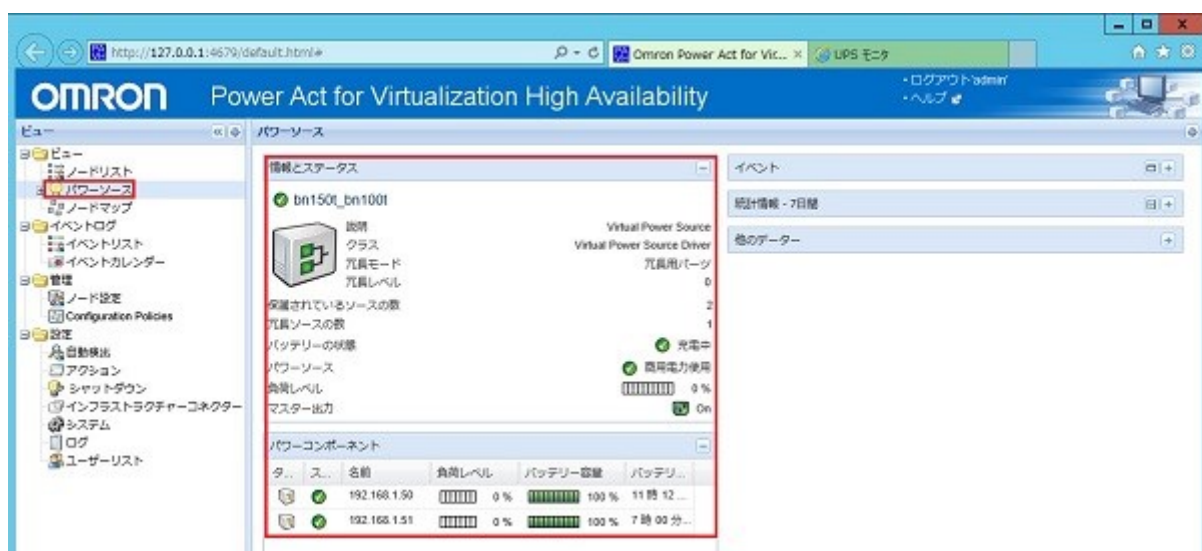 http://127.0.0.1:4679/default.html#
Omron Power Act for Vir...
UPS モニタ
OMRON
Power Act for Virtualization High Availability
・ログアウト'admin'
・ヘルプ
ビュー
パワーソース
ビュー
ノードリスト
パワーソース
ノードマップ
イベントログ
イベントリスト
イベントカレンダー
管理
ノード設定
Configuration Policies
設定
自動検出
アクション
シャットダウン
インフラストラクチャーコネクター
システム
ログ
ユーザーリスト
情報とステータス
bn150t_bn100t
説明 Virtual Power Source
クラス Virtual Power Source Driver
冗長モード 冗長用パーツ
冗長レベル 0
保護されているソースの数 2
冗長ソースの数 1
バッテリーの状態 充電中
パワーソース 商用電力使用
負荷レベル 0 %
マスター出力 On
パワーコンポーネント
タ... ス... 名前 負荷レベル バッテリー容量 バッテリ...
192.168.1.50 0 % 100 % 11 時 12 ...
192.168.1.51 0 % 100 % 7 時 00 分...
イベント
統計情報 - 7日間
他のデーター